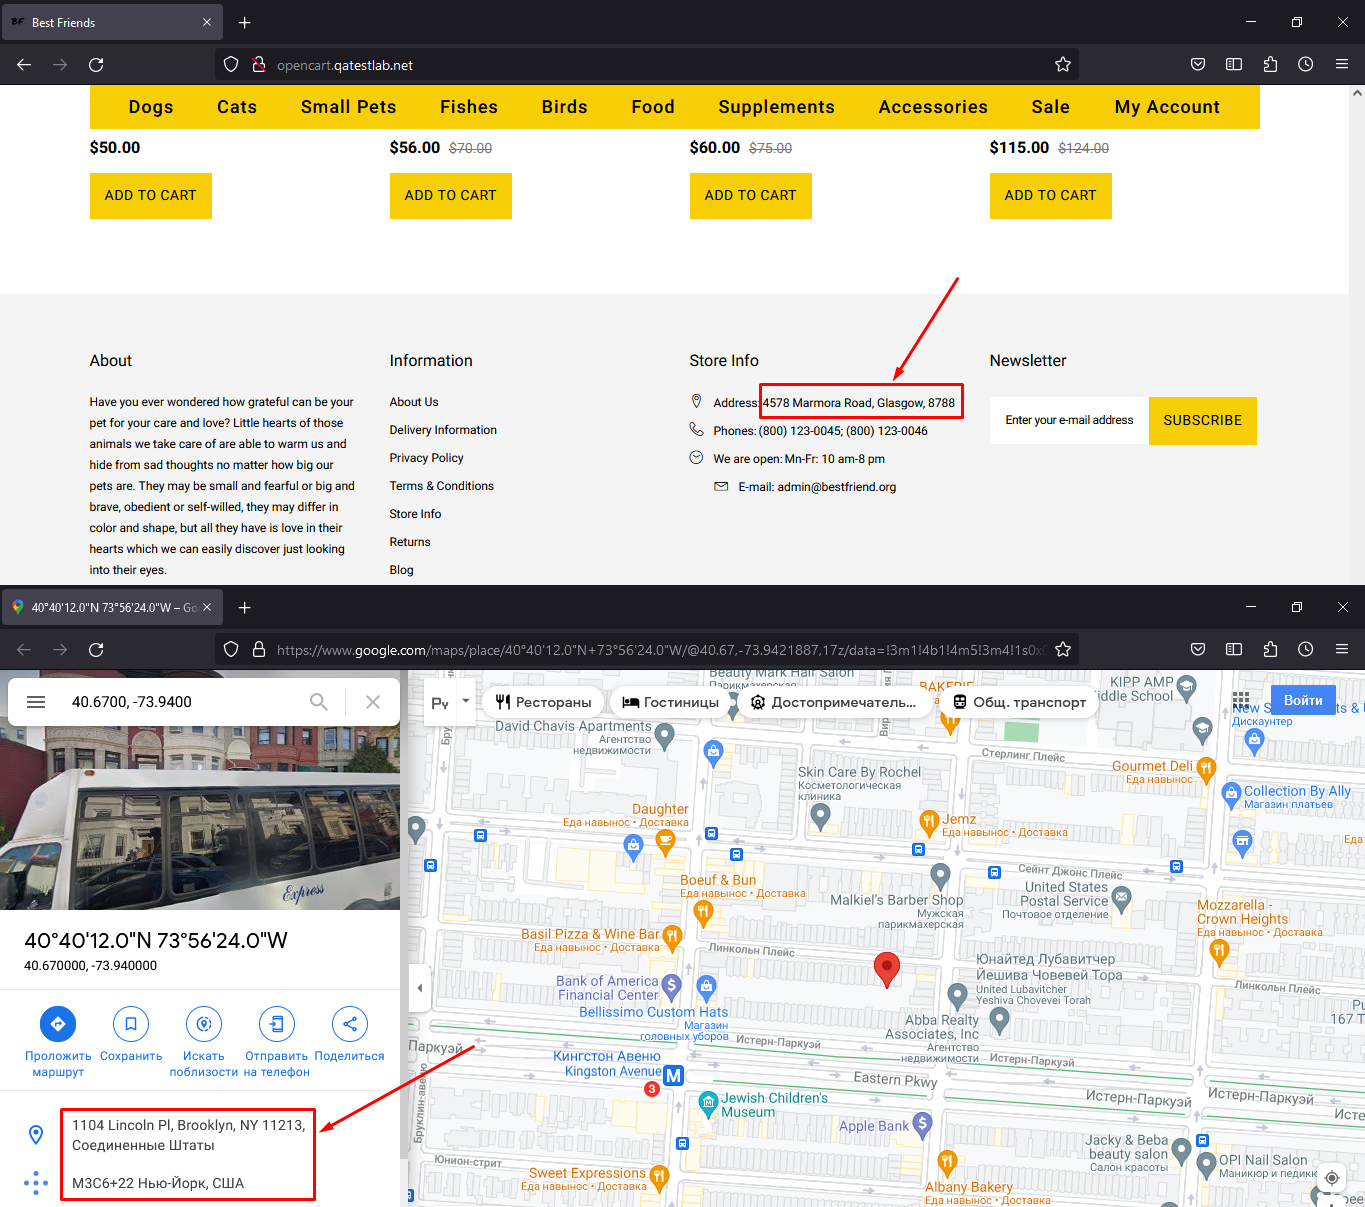 Best Friends
opencart.qatestlab.net
Dogs Cats Small Pets Fishes Birds Food Supplements Accessories Sale My Account
$50.00 $56.00 $70.00 $60.00 $75.00 $115.00 $124.00
ADD TO CART ADD TO CART ADD TO CART ADD TO CART
About
Have you ever wondered how grateful can be your
pet for your care and love? Little hearts of those
animals we take care of are able to warm us and
hide from sad thoughts no matter how big our
pets are. They may be small and fearful or big and
brave, obedient or self-willed, they may differ in
color and shape, but all they have is love in their
hearts which we can easily discover just looking
into their eyes.
Information
About Us
Delivery Information
Privacy Policy
Terms & Conditions
Store Info
Returns
Blog
Store Info
Address: 4578 Marmora Road, Glasgow, 8788
Phones: (800) 123-0045; (800) 123-0046
We are open: Mn-Fr: 10 am-8 pm
E-mail: admin@bestfriend.org
Newsletter
Enter your e-mail address
SUBSCRIBE
40°40'12.0"N 73°56'24.0"W – Go
https://www.google.com/maps/place/40°40'12.0"N+73°56'24.0"W/@40.67,-73.9421887,17z/data=!3m1!4b1!4m5!3m4!1s0x0
40.6700, -73.9400
Express
40°40'12.0"N 73°56'24.0"W
40.670000, -73.940000
Проложить
маршрут
Сохранить
Искать
поблизости
Отправить
на телефон
Поделиться
1104 Lincoln Pl, Brooklyn, NY 11213,
Соединенные Штаты
M3C6+22 Нью-Йорк, США
Рестораны
Гостиницы
Достопримечатель...
Общ. транспорт
Войти
Beauty Mark Hair Salon
Парикмахерская
BAKERIE
KIPP AMP
Middle School
Дискаунтер
David Chavis Apartments
Агентство
недвижимости
Стерлинг Плейс
Gourmet Deli
Еда навынос
Skin Care By Rochel
Косметологическая
клиника
Collection By Ally
Магазин платьев
Daughter
Еда навынос • Доставка
Jemz
Еда навынос • Доставка
Еда
Сейнт Джонс Плейс
Boeuf & Bun
Еда навынос • Доставка
United States
Postal Service
Почтовое отделение
Malkiel's Barber Shop
Мужская
парикмахерская
Mozzarella -
Crown Heights
Еда навынос • Доставка
Basil Pizza & Wine Bar
Еда навынос • Доставка
Линкольн Плейс
Юнайтед Лубавитчер
Йешива Човевей Тора
United Lubavitcher
Yeshiva Chovevei Torah
Линкольн Плейс
Bank of America
Financial Center
Bellissimo Custom Hats
Магазин
головных уборов
Abba Realty
Associates, Inc
Агентство
недвижимости
167 T
Паркуэй
Истерн-Паркуэй
Истерн-Паркуэй
Истерн-Паркуэй
Кингстон Авеню
Kingston Avenue
M
3
Eastern Pkwy
Eastern Pkwy
Jewish Children's
Museum
Apple Bank
Бруклин-авеню
Юнион-стрит
Jacky & Beba
beauty salon
Салон красоты
OPI Nail Salon
Маникюр и педикю
Sweet Expressions
Еда навынос • Доставка
Albany Bakery
Еда навынос • Доставка